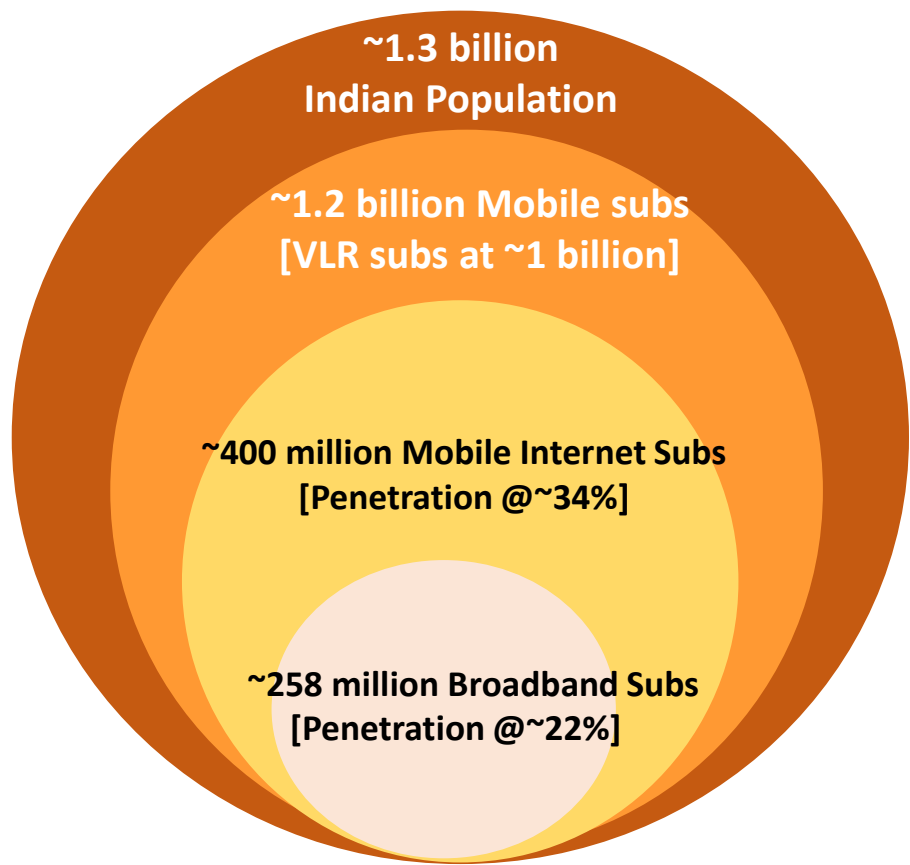 ~1.3 billion
Indian Population
~1.2 billion Mobile subs
[VLR subs at ~1 billion]
~400 million Mobile Internet Subs
[Penetration @~34%]
~258 million Broadband Subs
[Penetration @~22%]